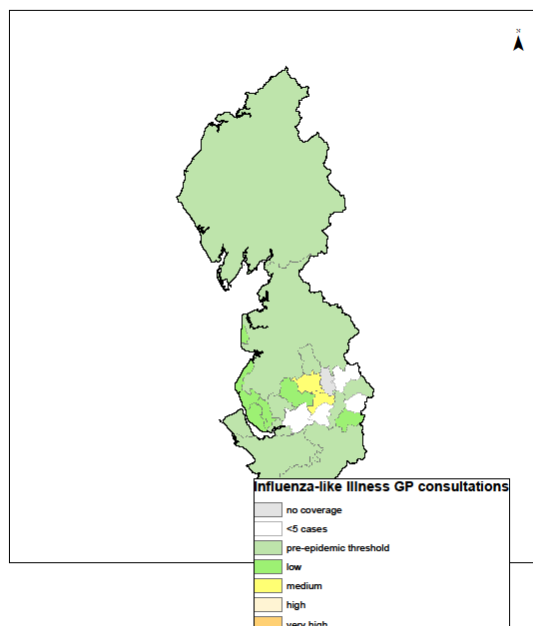 N
Influenza-like Illness GP consultations
no coverage
<5 cases
pre-epidemic threshold
low
medium
high
very high